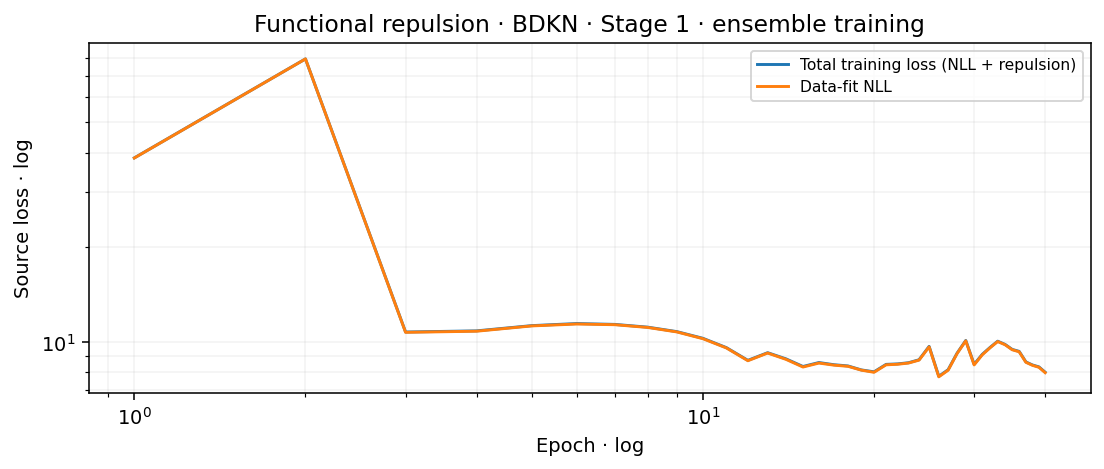 Functional repulsion · BDKN · Stage 1 · ensemble training
Total training loss (NLL + repulsion)
Data-fit NLL
Source loss · log
10¹
10⁰
10¹
Epoch · log